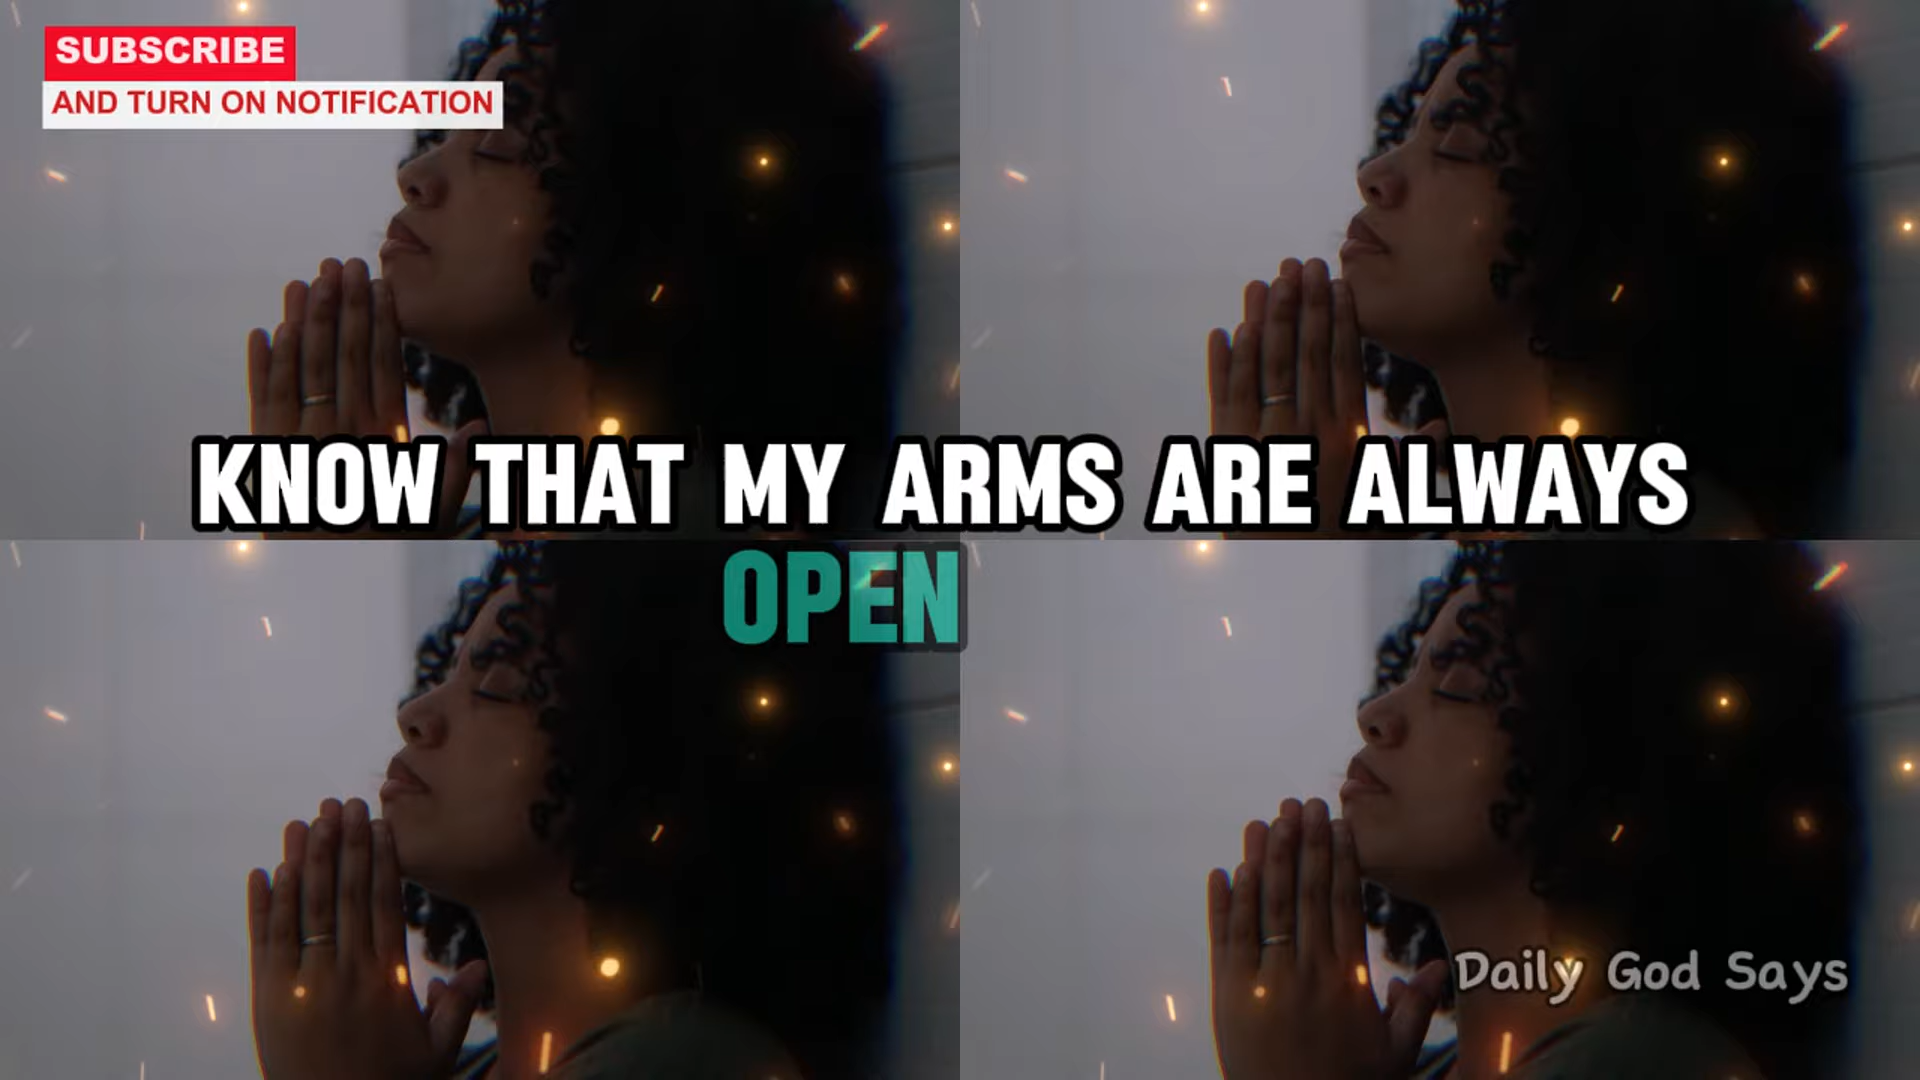 SUBSCRIBE
AND TURN ON NOTIFICATION
KNOW THAT MY ARMS ARE ALWAYS
OPEN
Daily God Says